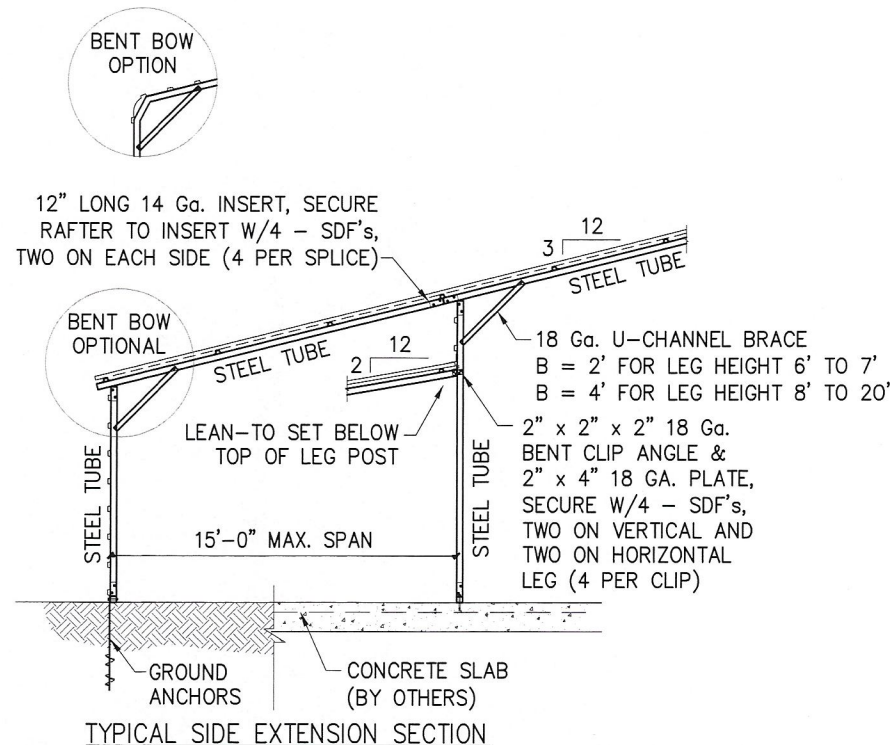 BENT BOW
OPTION
12" LONG 14 Ga. INSERT, SECURE
RAFTER TO INSERT W/4 – SDF's,
TWO ON EACH SIDE (4 PER SPLICE)
12
3
STEEL TUBE
BENT BOW
OPTIONAL
STEEL TUBE
12
2
18 Ga. U–CHANNEL BRACE
B = 2' FOR LEG HEIGHT 6' TO 7'
B = 4' FOR LEG HEIGHT 8' TO 20'
LEAN–TO SET BELOW
TOP OF LEG POST
2" x 2" x 2" 18 Ga.
BENT CLIP ANGLE &
2" x 4" 18 GA. PLATE,
SECURE W/4 – SDF's,
TWO ON VERTICAL AND
TWO ON HORIZONTAL
LEG (4 PER CLIP)
STEEL TUBE
15'–0" MAX. SPAN
STEEL TUBE
GROUND
ANCHORS
CONCRETE SLAB
(BY OTHERS)
TYPICAL SIDE EXTENSION SECTION